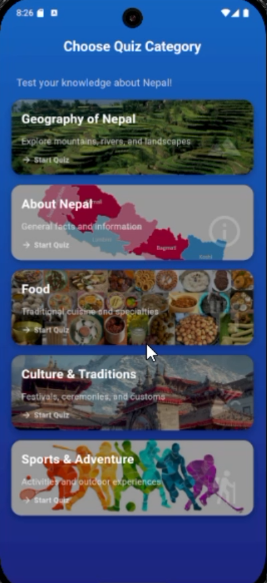 8:26
Choose Quiz Category
Test your knowledge about Nepal!
Geography of Nepal
Explore mountains, rivers, and landscapes
→ Start Quiz
About Nepal
General facts and information
→ Start Quiz
Bagmati
Food
Traditional cuisine and specialties
→ Start Quiz
Culture & Traditions
Festivals, ceremonies, and customs
→ Start Quiz
Sports & Adventure
Activities and outdoor experiences
→ Start Quiz